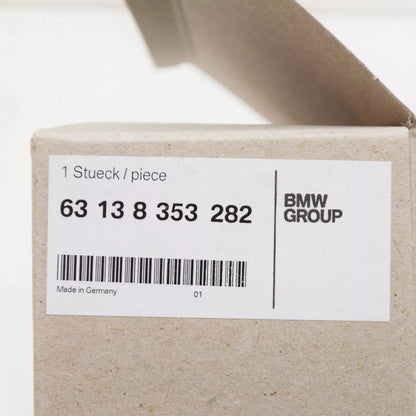 1 Stueck / piece
63 13 8 353 282
BMW
GROUP
Made in Germany
01